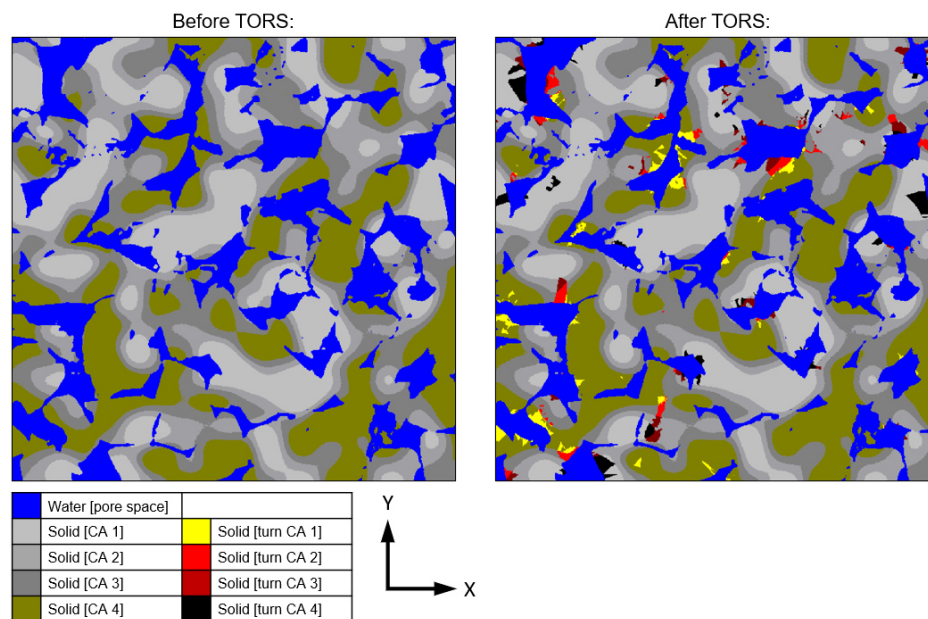 Before TORS:
After TORS:
Water [pore space]
Solid [CA 1]
Solid [turn CA 1]
Solid [CA 2]
Solid [turn CA 2]
Solid [CA 3]
Solid [turn CA 3]
Solid [CA 4]
Solid [turn CA 4]
Y
X